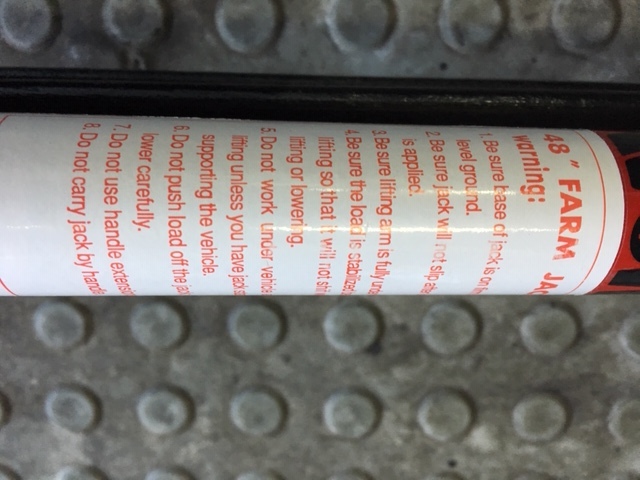 48" FARM
Warning:
1. Be sure base of jack is on
level ground.
2. Be sure jack will not slip
is applied.
3. Be sure lifting arm is fully
4. Be sure the load is stabilized
lifting so that it will not
lifting or lowering.
5. Do not work under
lifting unless you have jack
supporting the vehicle.
6. Do not push load off the
lower carefully.
7. Do not use handle
8. Do not carry jack by